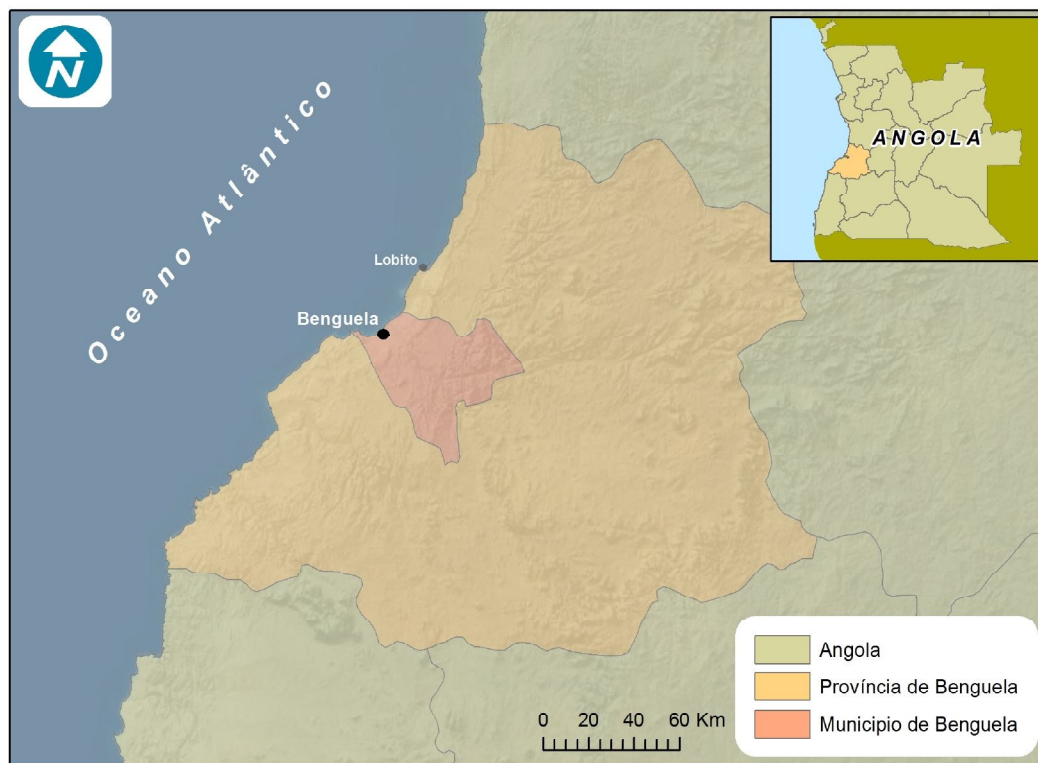 N
Oceano Atlântico
ANGOLA
Lobito
Benguela
0 20 40 60 Km
Angola
Província de Benguela
Municipio de Benguela